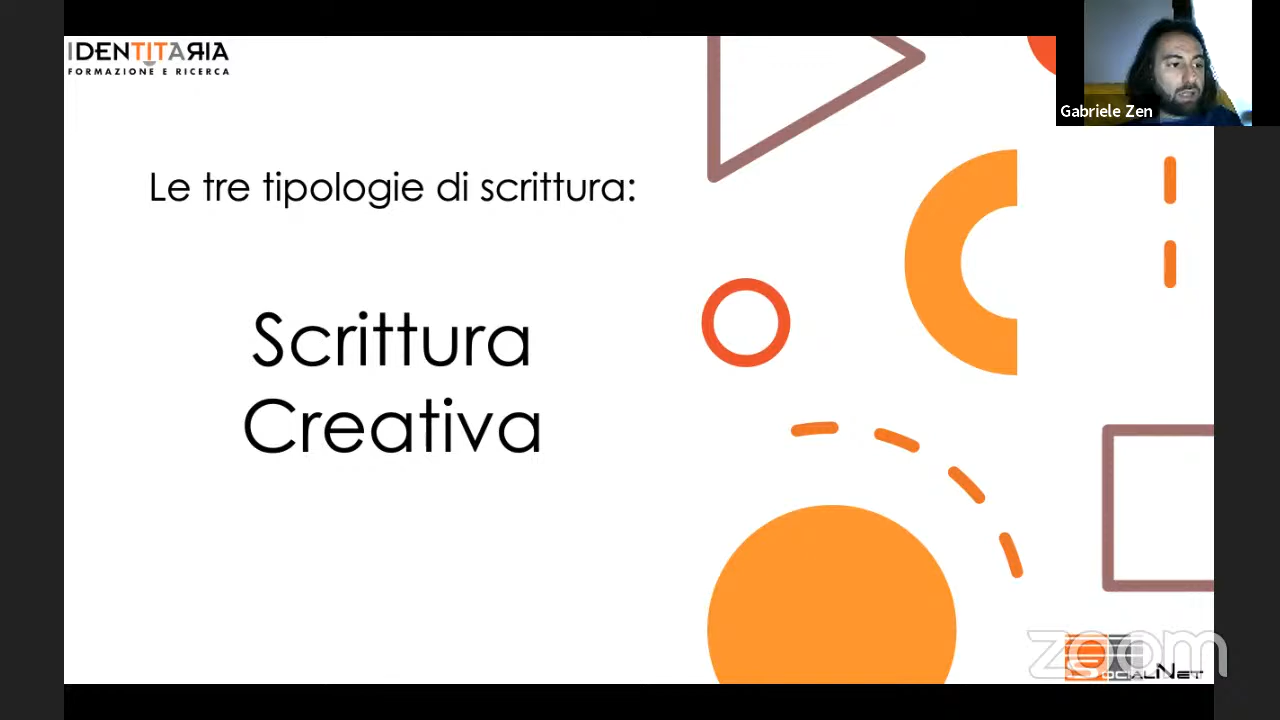 IDENTITARIA
FORMAZIONE E RICERCA
Gabriele Zen
Le tre tipologie di scrittura:
Scrittura
Creativa
zoom
SOCIALNET